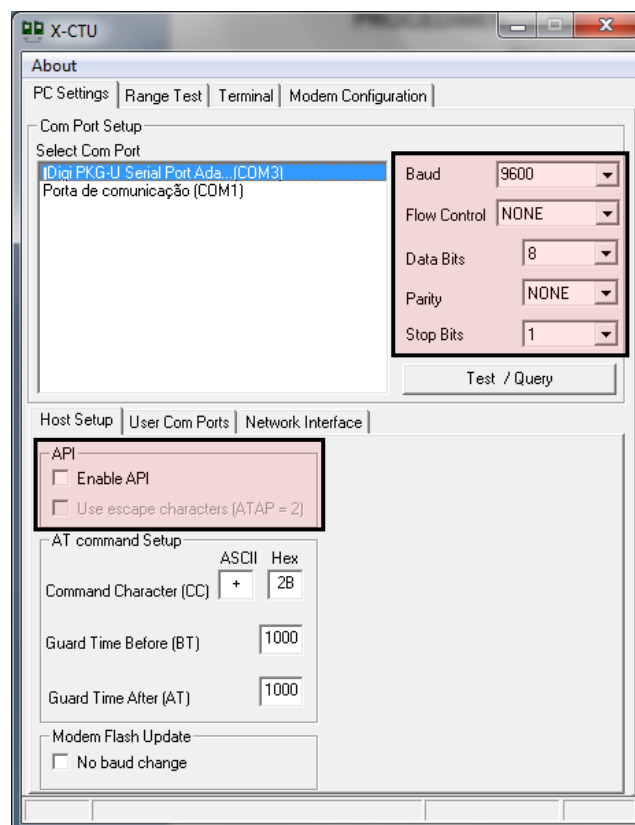 X-CTU
About
PC Settings Range Test Terminal Modem Configuration
Com Port Setup
Select Com Port
Digi PKG-U Serial Port Ada...(COM3)
Porta de comunicação (COM1)
Baud 9600
Flow Control NONE
Data Bits 8
Parity NONE
Stop Bits 1
Test / Query
Host Setup User Com Ports Network Interface
API
Enable API
Use escape characters (ATAP = 2)
AT command Setup
ASCII Hex
Command Character (CC) + 2B
Guard Time Before (BT) 1000
Guard Time After (AT) 1000
Modem Flash Update
No baud change